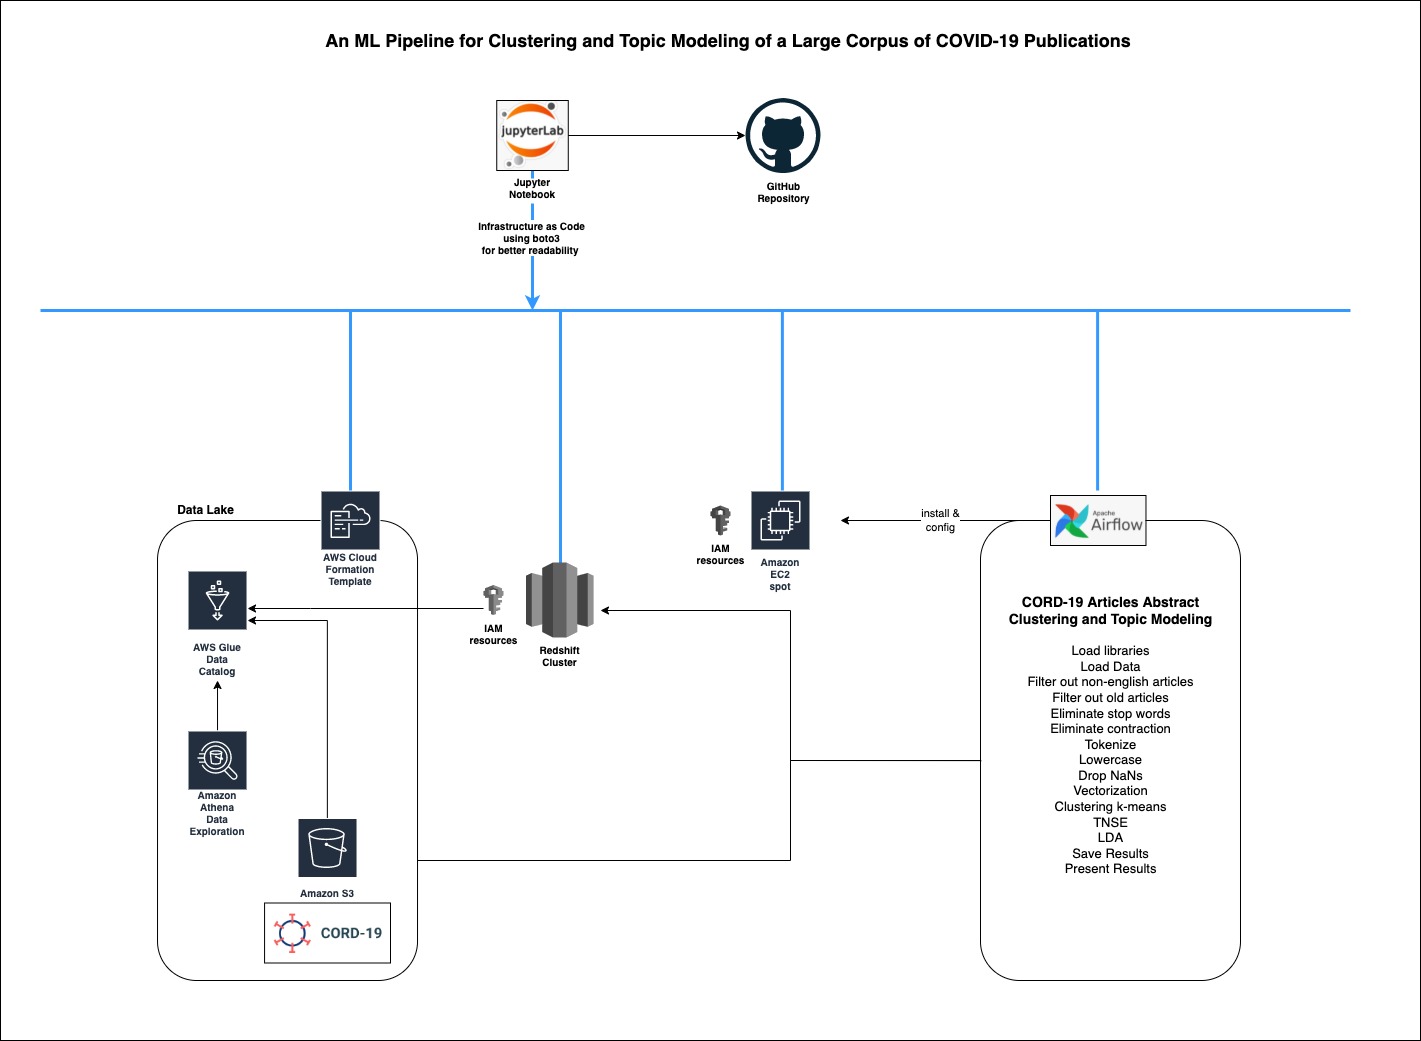 An ML Pipeline for Clustering and Topic Modeling of a Large Corpus of COVID-19 Publications
jupyterLab
Jupyter
Notebook
GitHub
Repository
Infrastructure as Code
using boto3
for better readability
Data Lake
AWS Cloud
Formation
Template
AWS Glue
Data
Catalog
Amazon
Athena
Data
Exploration
Amazon S3
CORD-19
IAM
resources
Redshift
Cluster
IAM
resources
Amazon
EC2
spot
install &
config
Apache
Airflow
CORD-19 Articles Abstract
Clustering and Topic Modeling
Load libraries
Load Data
Filter out non-english articles
Filter out old articles
Eliminate stop words
Eliminate contraction
Tokenize
Lowercase
Drop NaNs
Vectorization
Clustering k-means
TNSE
LDA
Save Results
Present Results